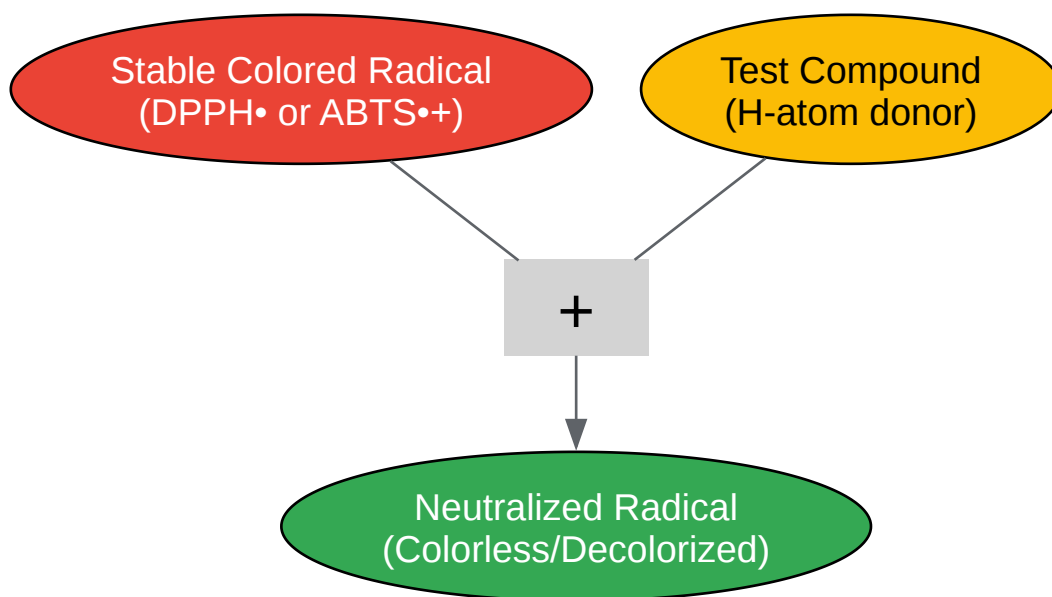 Stable Colored Radical
(DPPH• or ABTS•+)
Test Compound
(H-atom donor)
+
Neutralized Radical
(Colorless/Decolorized)